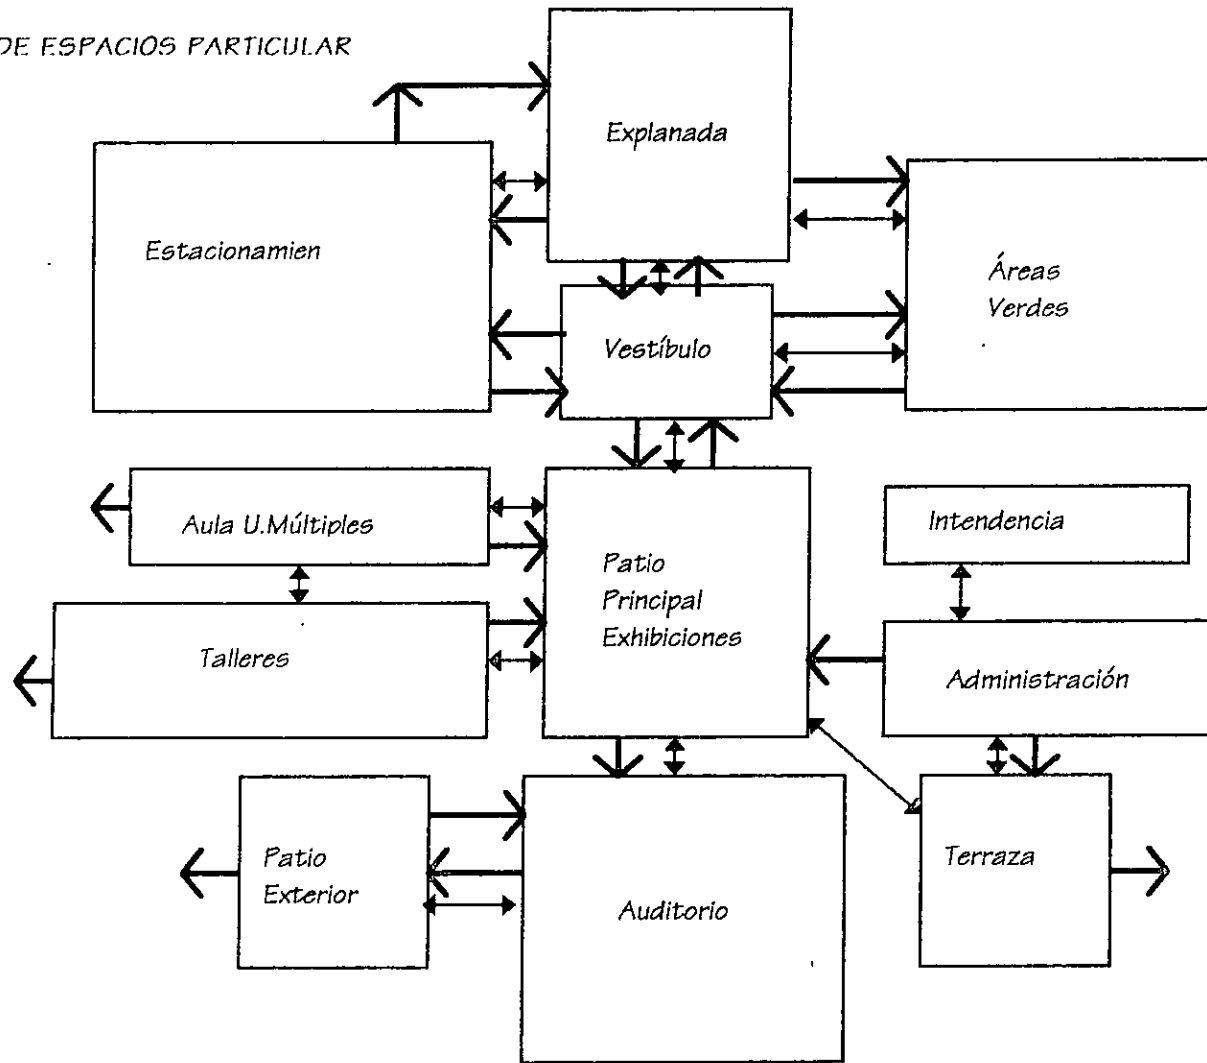 DE ESPACIOS PARTICULAR
Explanada
Estacionamien
Áreas
Verdes
Vestíbulo
Aula U.Múltiples
Intendencia
Patio
Principal
Exhibiciones
Talleres
Administración
Patio
Exterior
Auditorio
Terraza